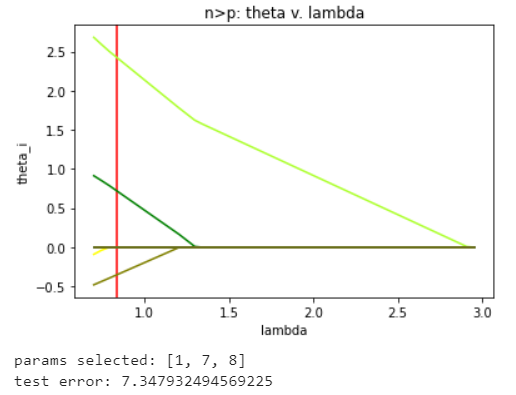 n>p: theta v. lambda
2.5
2.0
1.5
1.0
0.5
0.0
−0.5
theta_i
1.0 1.5 2.0 2.5 3.0
lambda
params selected: [1, 7, 8]
test error: 7.347932494569225